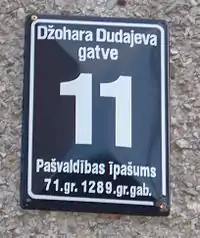 Džohara Dudajeva
gatve
11
Pašvaldības īpašums
71.gr. 1289.gr.gab.